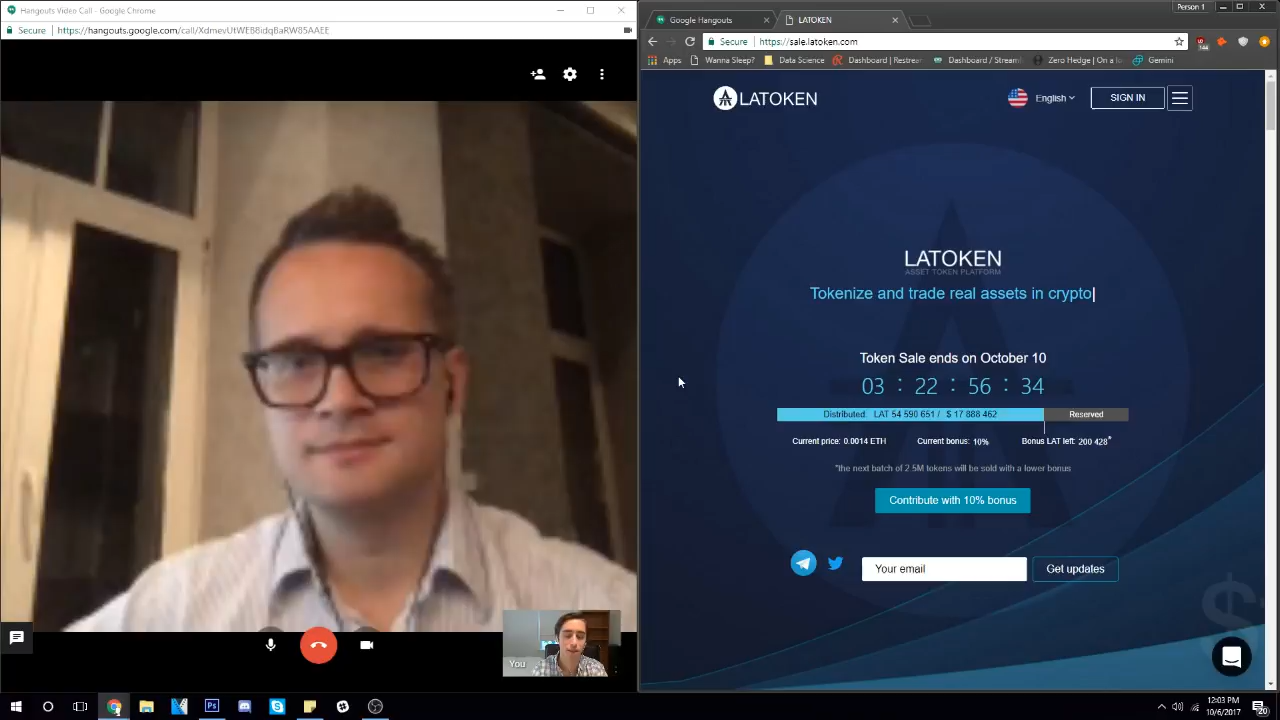 Hangouts Video Call - Google Chrome
Secure https://hangouts.google.com/call/
You
Person 1
Google Hangouts
LATOKEN
Secure https://sale.latoken.com
Apps Wanna Sleep? Data Science Dashboard | Restrea Dashboard / Streaml Zero Hedge | On a lo Gemini
LATOKEN
English
SIGN IN
LATOKEN
ASSET TOKEN PLATFORM
Tokenize and trade real assets in crypto
Token Sale ends on October 10
03 : 22 : 56 : 34
Distributed: LAT 54 590 651 / $ 17 888 462 Reserved
Current price: 0.0014 ETH Current bonus: 10% Bonus LAT left: 200 428*
*the next batch of 2.5M tokens will be sold with a lower bonus
Contribute with 10% bonus
Your email Get updates
12:03 PM
10/6/2017
20